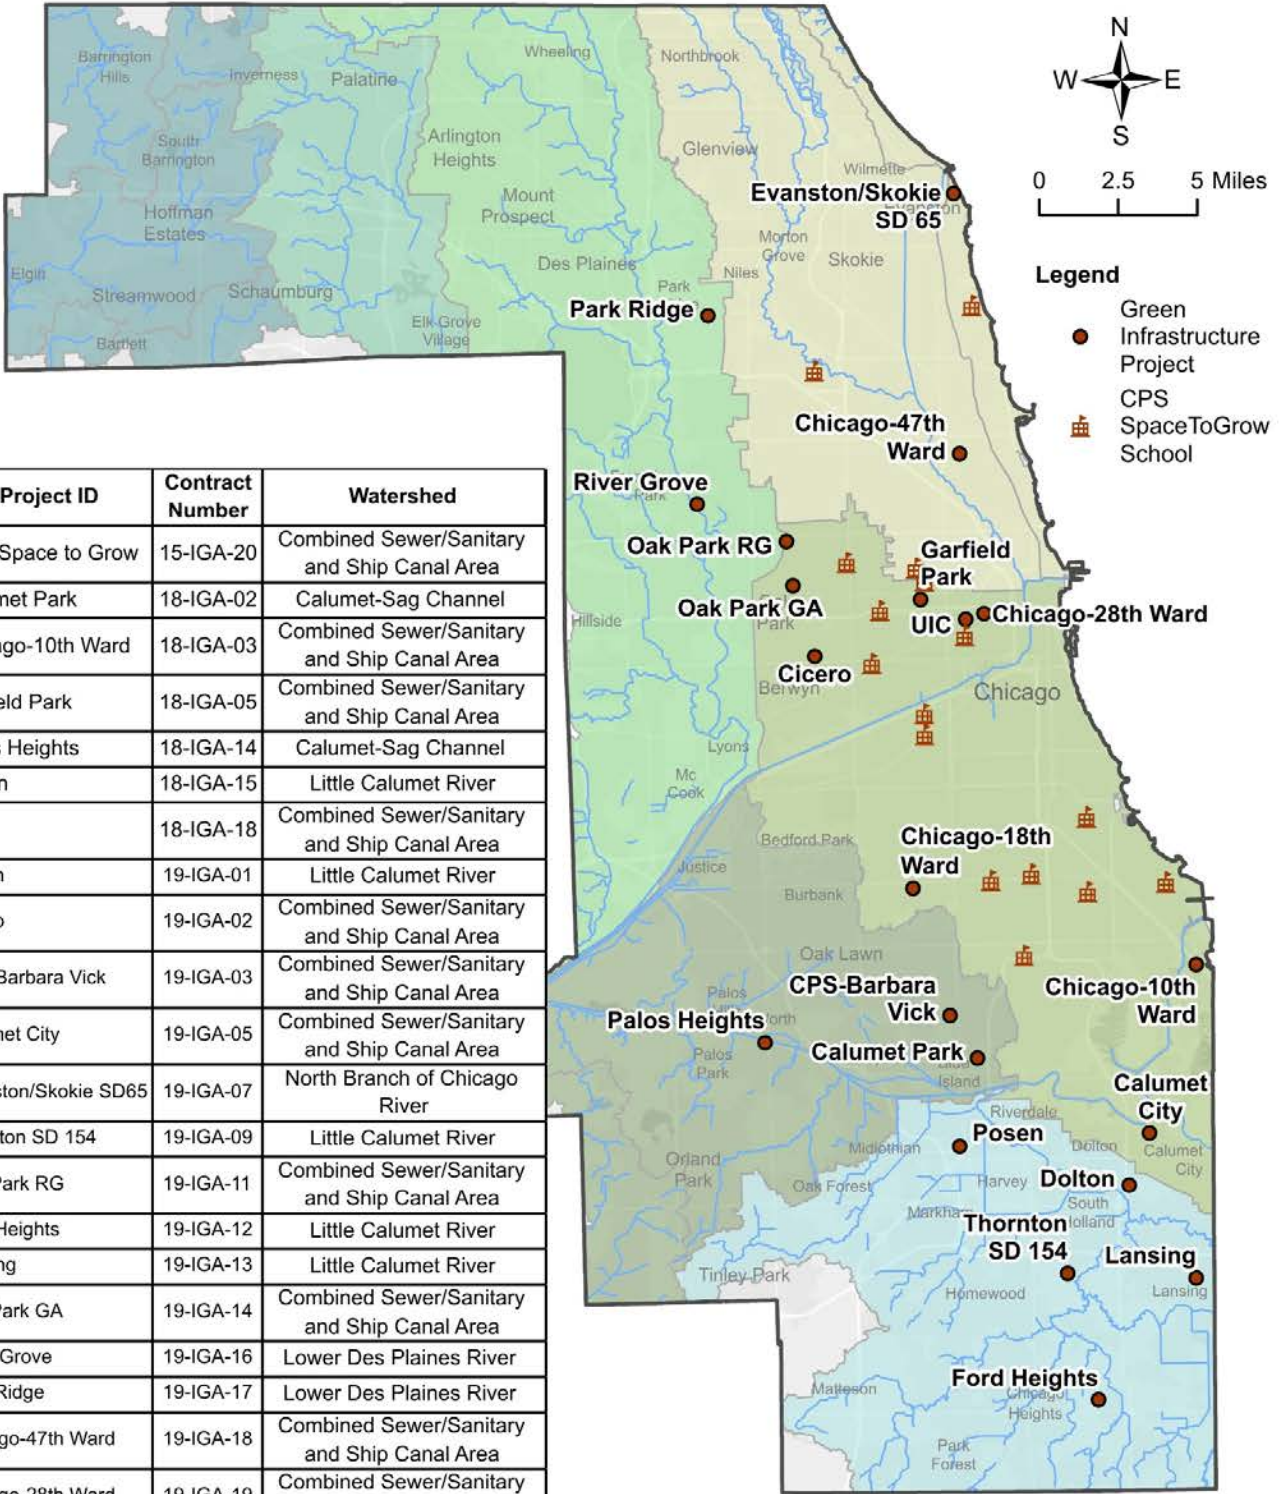 N
W E
S
0 2.5 5 Miles
Legend
Green
Infrastructure
Project
CPS
SpaceToGrow
School
Barrington
Hills
Inverness
Palatine
Wheeling
Northbrook
South
Barrington
Arlington
Heights
Glenview
Wilmette
Evanston/Skokie
SD 65
Evanston
Hoffman
Estates
Mount
Prospect
Morton
Grove
Skokie
Elgin
Streamwood
Schaumburg
Des Plaines
Niles
Park
Park Ridge
Bartlett
Elk Grove
Village
Chicago-47th
Ward
River Grove
Park
Oak Park RG
Garfield
Park
Oak Park GA
Park
UIC
Chicago-28th Ward
Hillside
Cicero
Berwyn
Chicago
Lyons
Mc
Cook
Bedford Park
Chicago-18th
Ward
Justice
Burbank
Oak Lawn
CPS-Barbara
Vick
Chicago-10th
Ward
Palos
Palos Heights
orth
Palos
Park
Calumet Park
Island
Calumet
City
Riverdale
Posen
Midlothian
Dolton
Calumet
City
Orland
Park
Oak Forest
Harvey
Dolton
Markham
South
Holland
Thornton
SD 154
Lansing
Tinley Park
Homewood
Lansing
Ford Heights
Matteson
Chicago
Heights
Park
Forest
Project ID Contract Number Watershed
Space to Grow 15-IGA-20 Combined Sewer/Sanitary
and Ship Canal Area
met Park 18-IGA-02 Calumet-Sag Channel
ago-10th Ward 18-IGA-03 Combined Sewer/Sanitary
and Ship Canal Area
eld Park 18-IGA-05 Combined Sewer/Sanitary
and Ship Canal Area
s Heights 18-IGA-14 Calumet-Sag Channel
n 18-IGA-15 Little Calumet River
18-IGA-18 Combined Sewer/Sanitary
and Ship Canal Area
n 19-IGA-01 Little Calumet River
o 19-IGA-02 Combined Sewer/Sanitary
and Ship Canal Area
Barbara Vick 19-IGA-03 Combined Sewer/Sanitary
and Ship Canal Area
net City 19-IGA-05 Combined Sewer/Sanitary
and Ship Canal Area
ston/Skokie SD65 19-IGA-07 North Branch of Chicago
River
ton SD 154 19-IGA-09 Little Calumet River
Park RG 19-IGA-11 Combined Sewer/Sanitary
and Ship Canal Area
Heights 19-IGA-12 Little Calumet River
ng 19-IGA-13 Little Calumet River
Park GA 19-IGA-14 Combined Sewer/Sanitary
and Ship Canal Area
Grove 19-IGA-16 Lower Des Plaines River
Ridge 19-IGA-17 Lower Des Plaines River
go-47th Ward 19-IGA-18 Combined Sewer/Sanitary
and Ship Canal Area
go-28th Ward 19-IGA-19 Combined Sewer/Sanitary